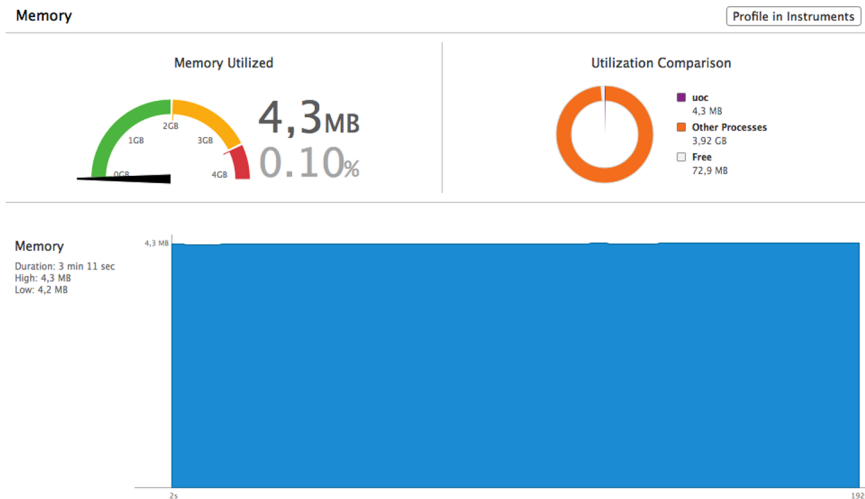 Memory
Profile in Instruments
Memory Utilized
0GB
1GB
2GB
3GB
4GB
4,3MB
0.10%
Utilization Comparison
uoc
4,3 MB
Other Processes
3,92 GB
Free
72,9 MB
Memory
Duration: 3 min 11 sec
High: 4,3 MB
Low: 4,2 MB
4,3 MB
2s
192